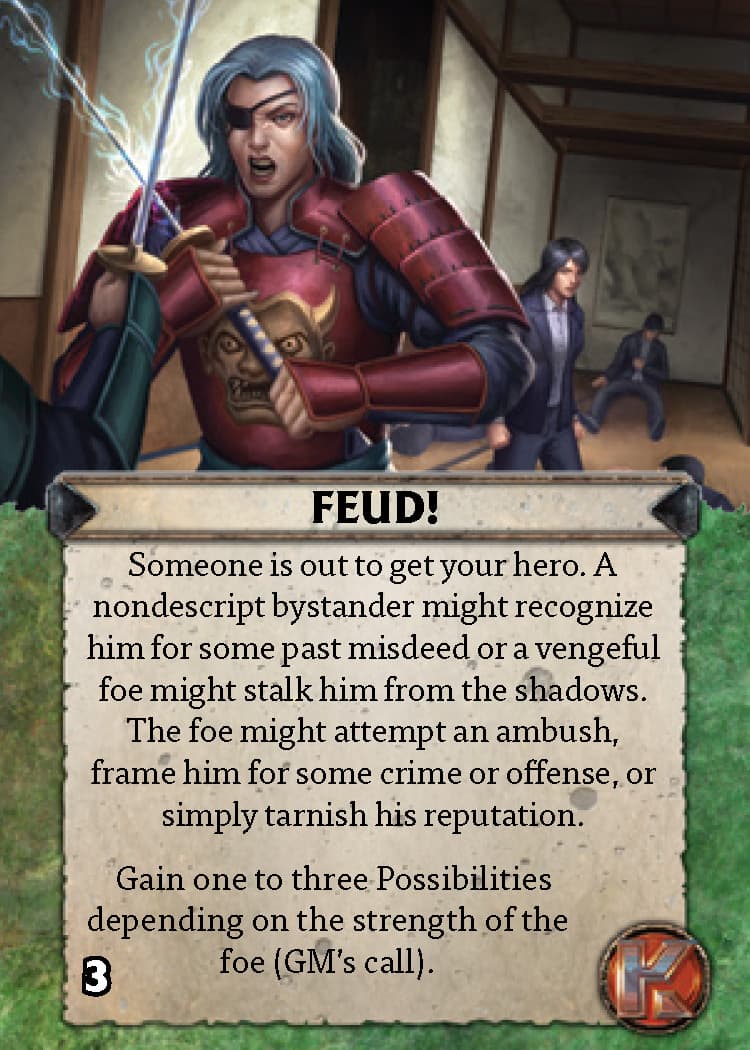 FEUD!
Someone is out to get your hero. A
nondescript bystander might recognize
him for some past misdeed or a vengeful
foe might stalk him from the shadows.
The foe might attempt an ambush,
frame him for some crime or offense, or
simply tarnish his reputation.
Gain one to three Possibilities
depending on the strength of the
foe (GM's call).
3
K